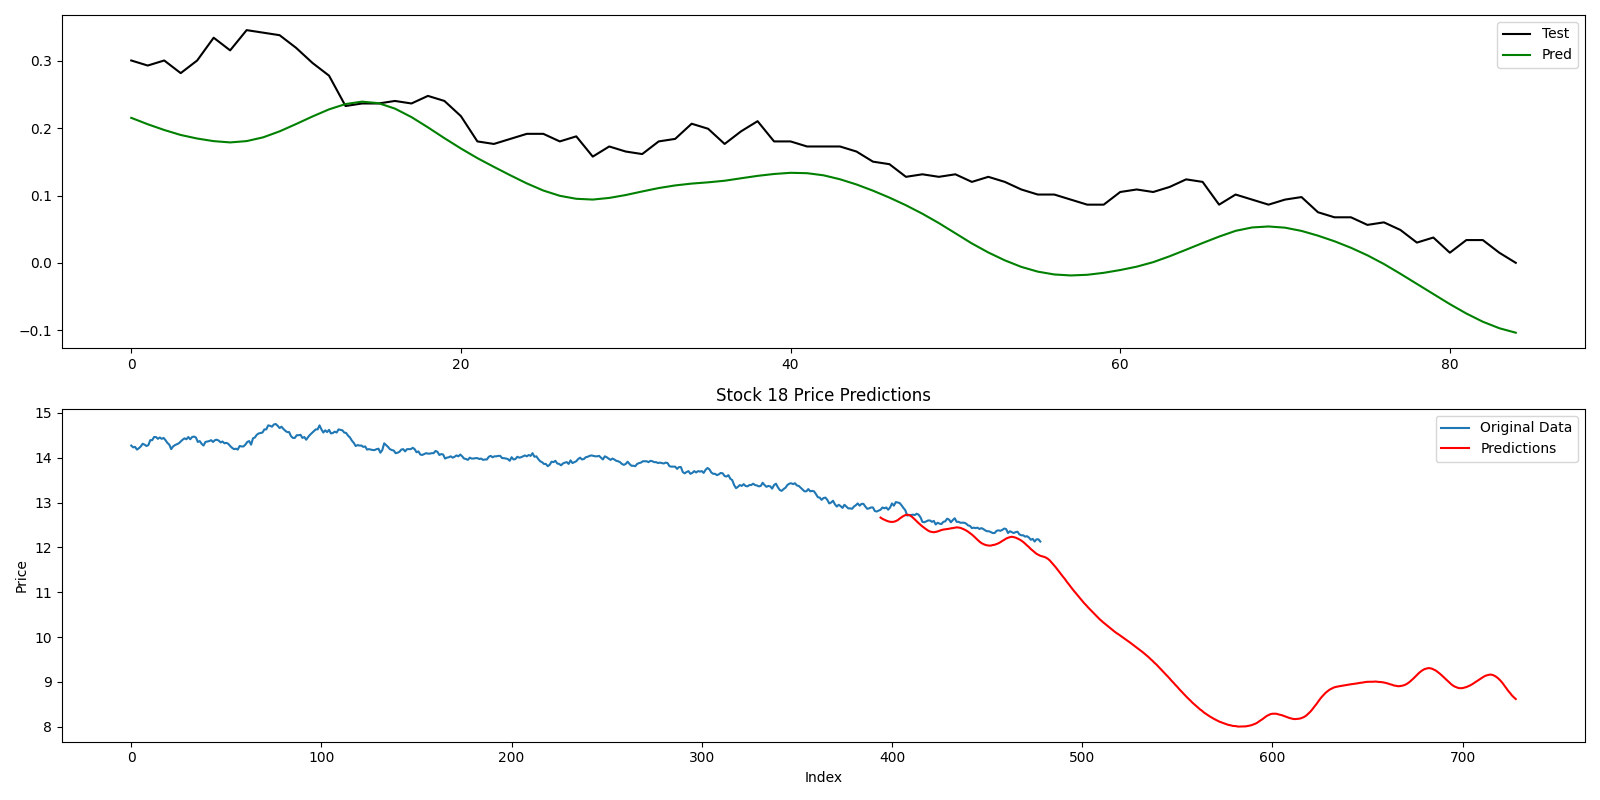 Test
Pred
0.3
0.2
0.1
0.0
−0.1
0 20 40 60 80
Stock 18 Price Predictions
Original Data
Predictions
15
14
13
12
11
10
9
8
Price
0 100 200 300 400 500 600 700
Index